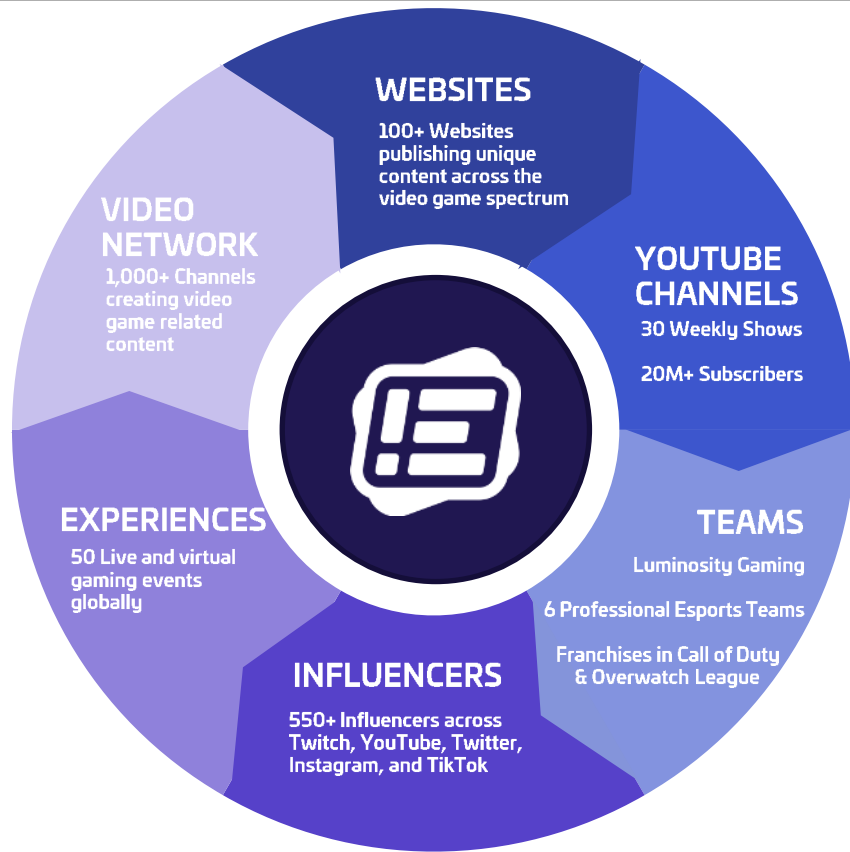 WEBSITES
100+ Websites
publishing unique
content across the
video game spectrum
YOUTUBE
CHANNELS
30 Weekly Shows
20M+ Subscribers
TEAMS
Luminosity Gaming
6 Professional Esports Teams
Franchises in Call of Duty
& Overwatch League
INFLUENCERS
550+ Influencers across
Twitch, YouTube, Twitter,
Instagram, and TikTok
EXPERIENCES
50 Live and virtual
gaming events
globally
VIDEO
NETWORK
1,000+ Channels
creating video
game related
content